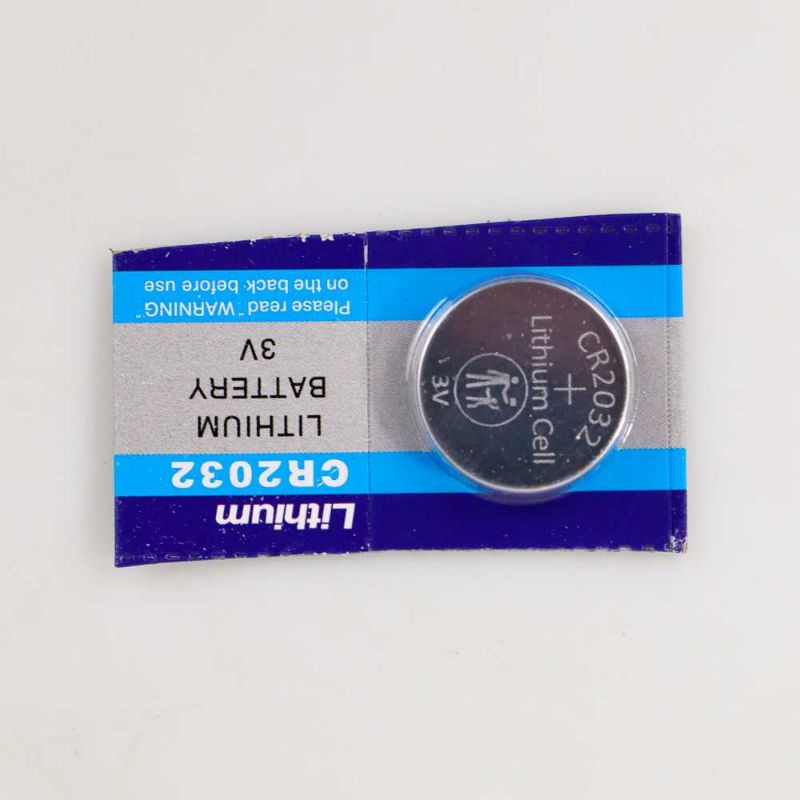 Lithium
CR2032
LITHIUM
BATTERY
3V
Please read "WARNING"
on the back before use
CR2032
+
Lithium Cell
3V